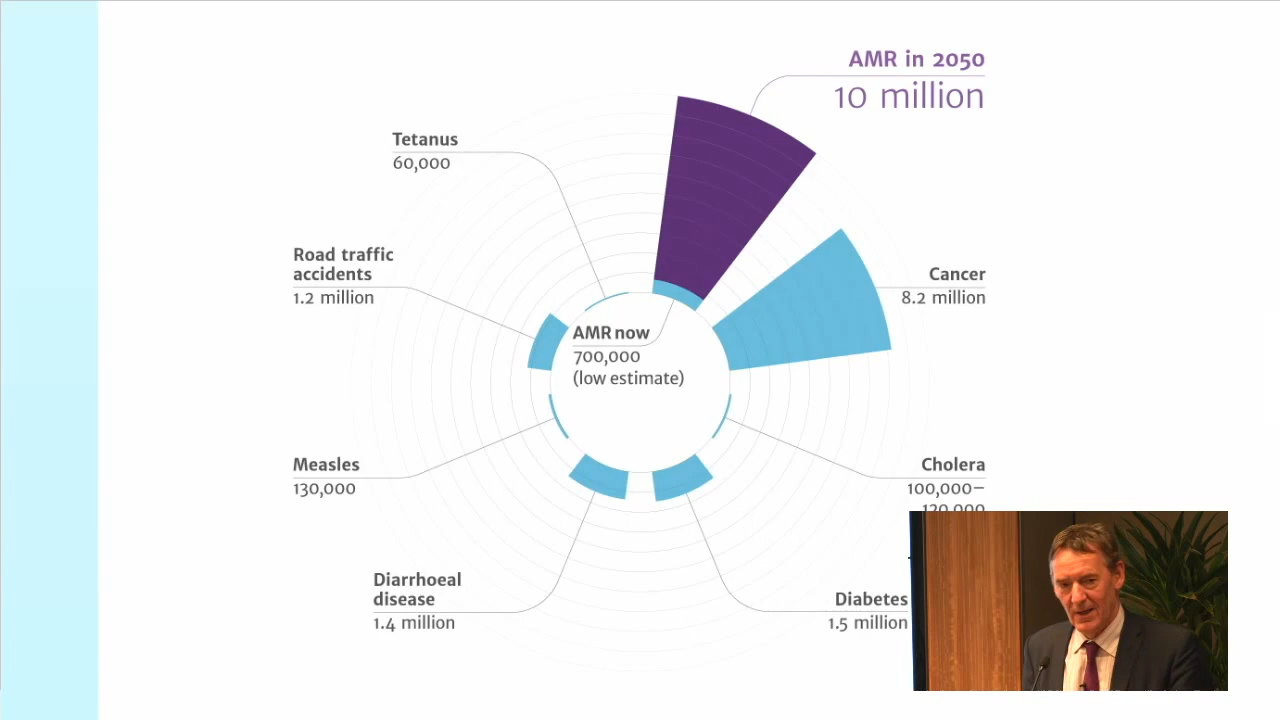 AMR in 2050
10 million
Tetanus
60,000
Road traffic
accidents
1.2 million
Cancer
8.2 million
AMR now
700,000
(low estimate)
Measles
130,000
Cholera
100,000–
120,000
Diarrhoeal
disease
1.4 million
Diabetes
1.5 million